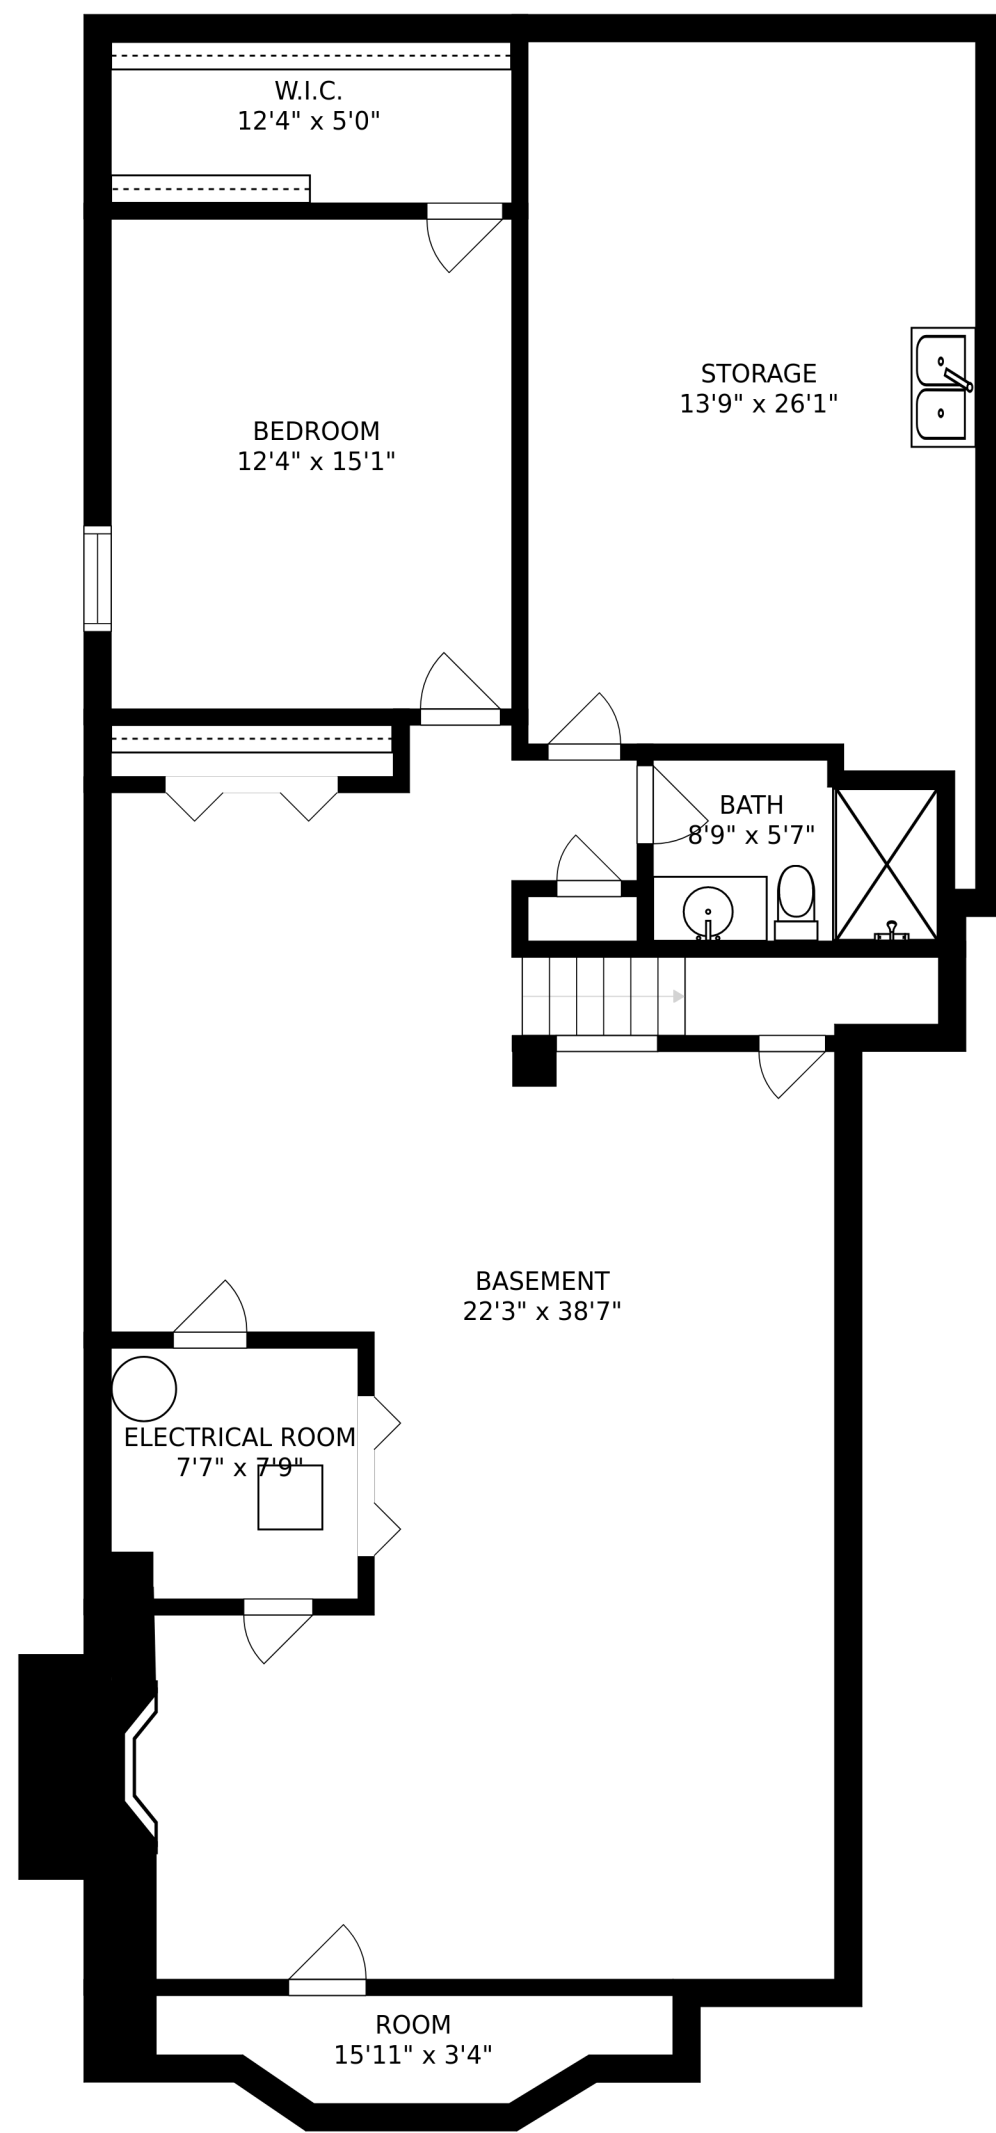 W.I.C.
12'4" x 5'0"
STORAGE
13'9" x 26'1"
BEDROOM
12'4" x 15'1"
BATH
8'9" x 5'7"
BASEMENT
22'3" x 38'7"
ELECTRICAL ROOM
7'7" x 7'9"
ROOM
15'11" x 3'4"